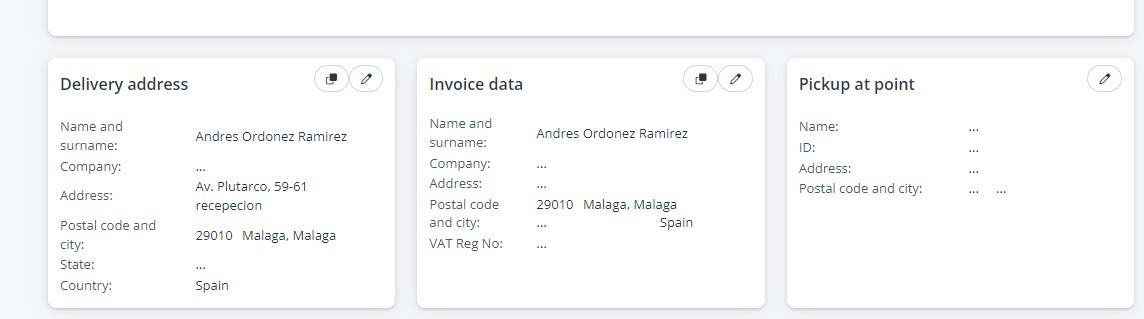 Delivery address
Name and
surname:
Andres Ordonez Ramirez
Company:
...
Address:
Av. Plutarco, 59-61
recepecion
Postal code and
city:
29010 Malaga, Malaga
State:
...
Country:
Spain
Invoice data
Name and
surname:
Andres Ordonez Ramirez
Company:
...
Address:
...
Postal code
and city:
29010 Malaga, Malaga
... Spain
VAT Reg No:
...
Pickup at point
Name:
...
ID:
...
Address:
...
Postal code and city:
... ...